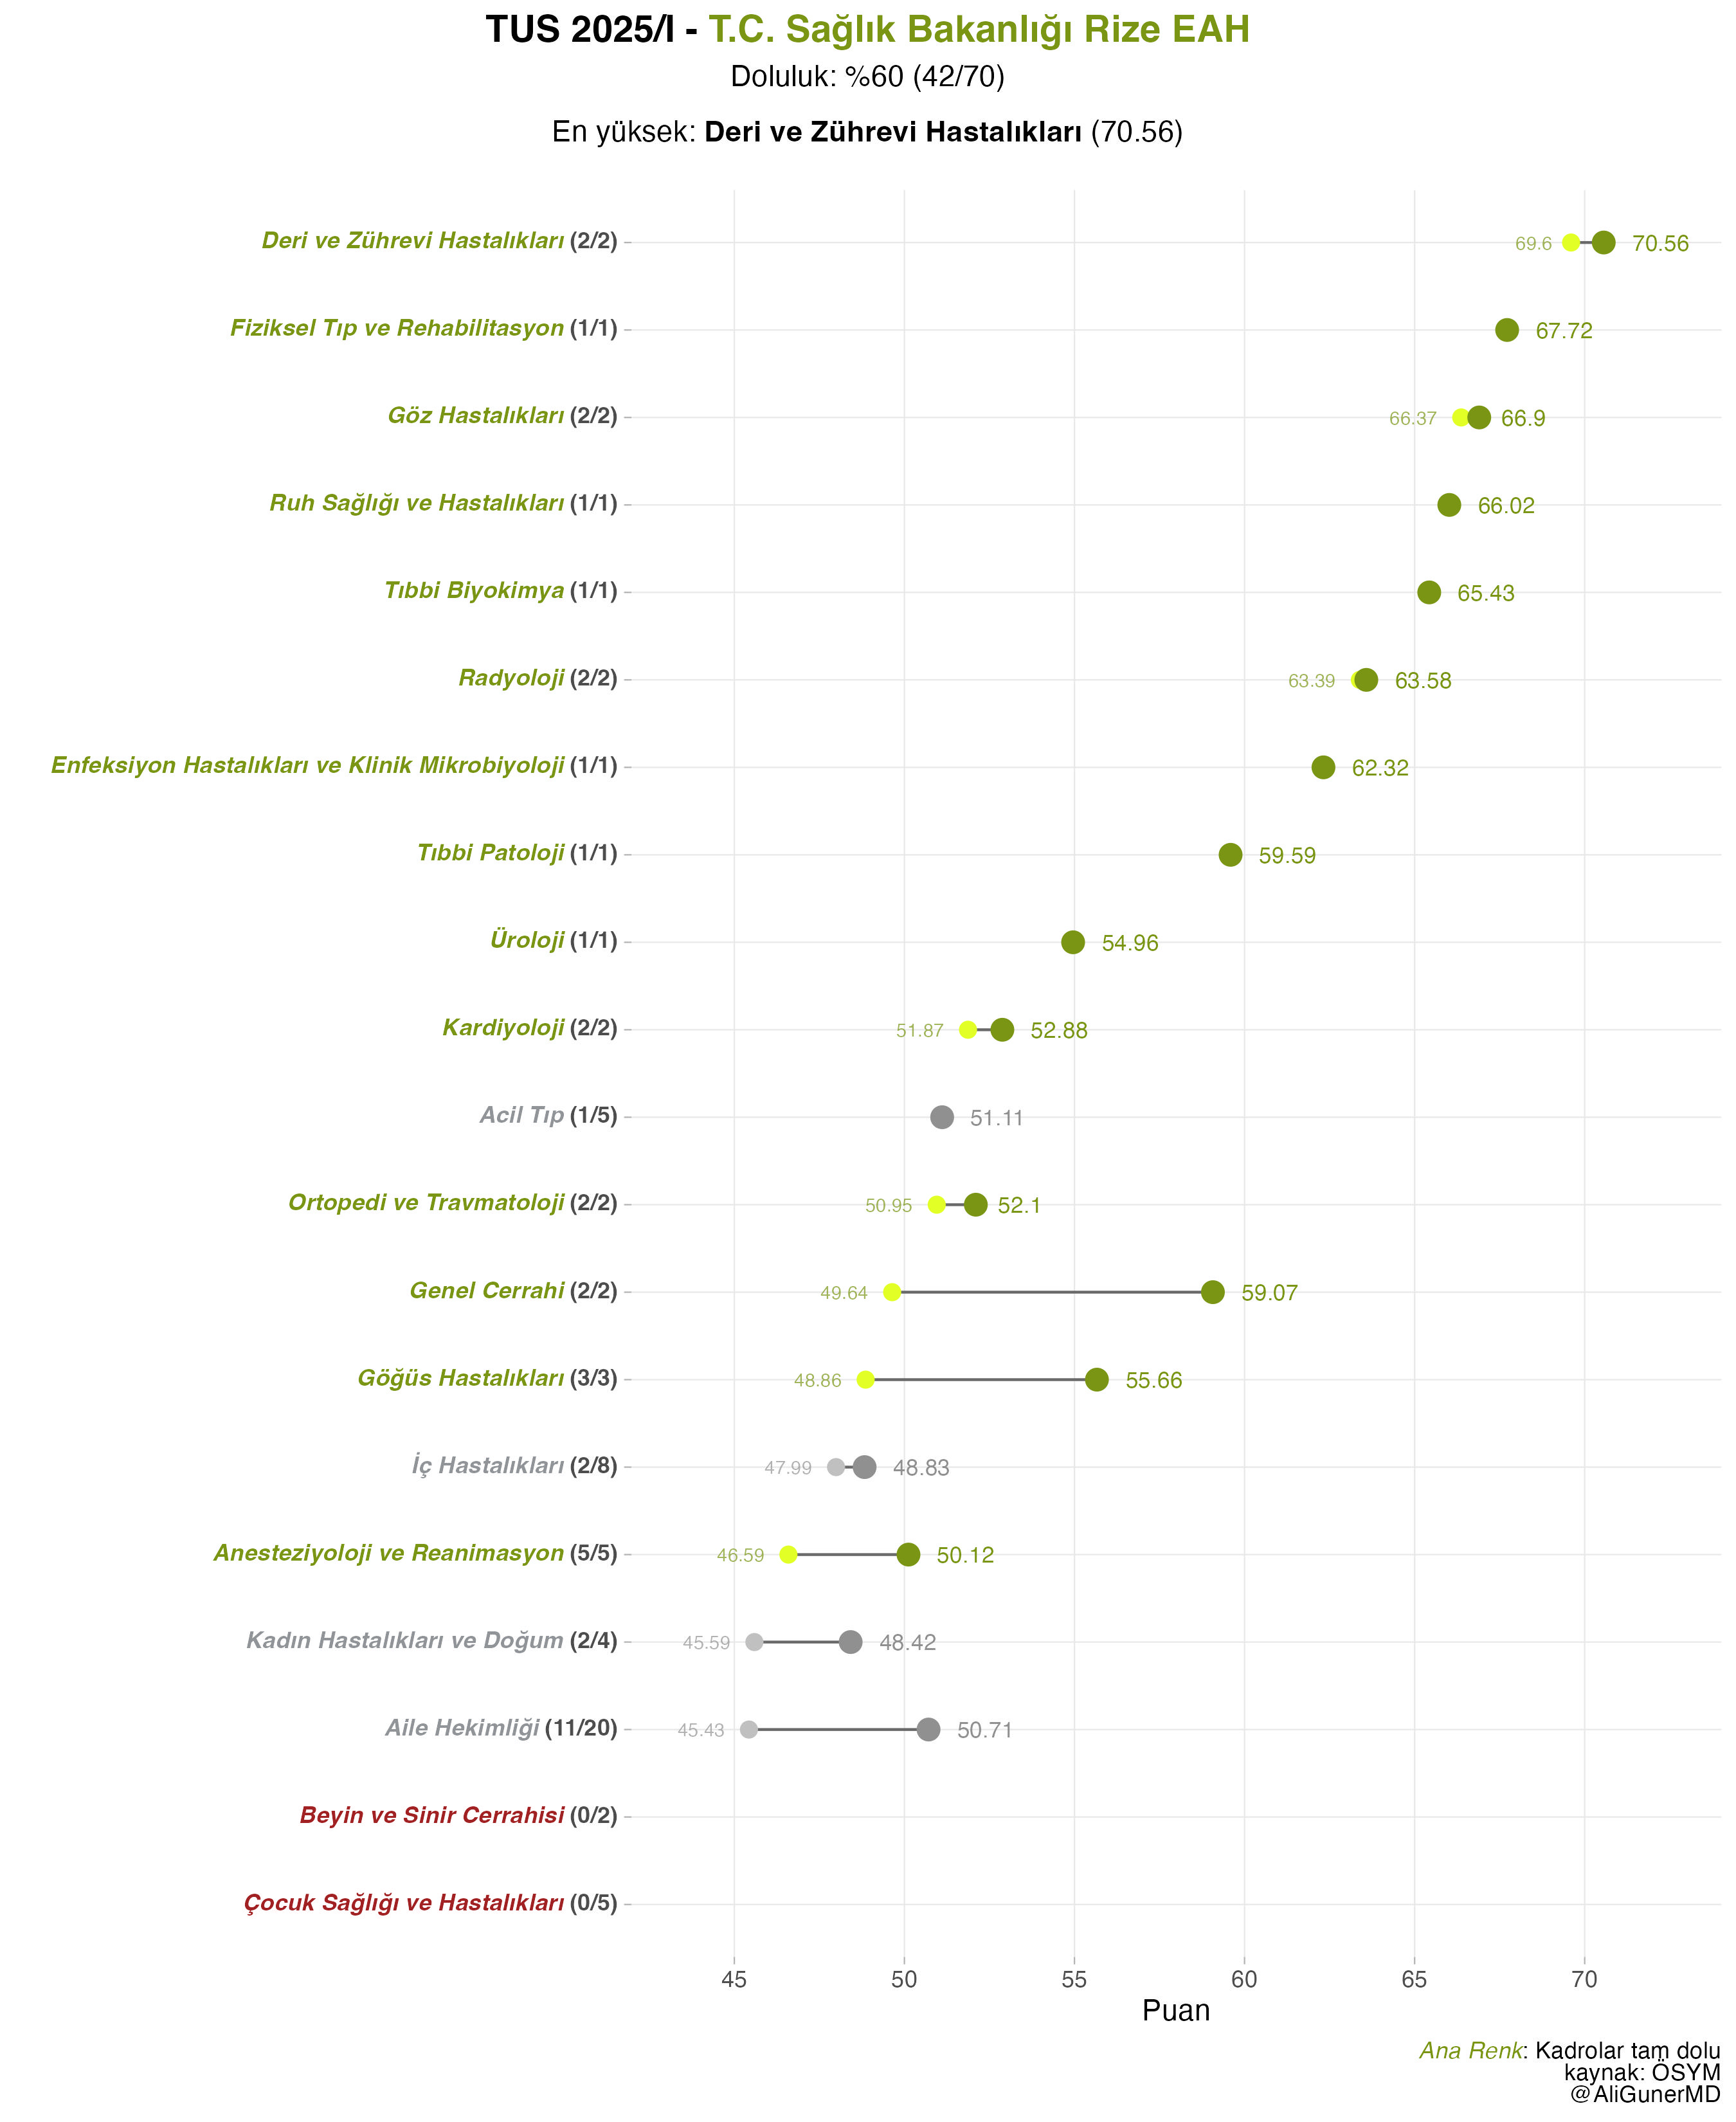 TUS 2025/I - T.C. Sağlık Bakanlığı Rize EAH
Doluluk: %60 (42/70)
En yüksek: Deri ve Zührevi Hastalıkları (70.56)
Deri ve Zührevi Hastalıkları (2/2) 69.6 70.56
Fiziksel Tıp ve Rehabilitasyon (1/1) 67.72
Göz Hastalıkları (2/2) 66.37 66.9
Ruh Sağlığı ve Hastalıkları (1/1) 66.02
Tıbbi Biyokimya (1/1) 65.43
Radyoloji (2/2) 63.39 63.58
Enfeksiyon Hastalıkları ve Klinik Mikrobiyoloji (1/1) 62.32
Tıbbi Patoloji (1/1) 59.59
Üroloji (1/1) 54.96
Kardiyoloji (2/2) 51.87 52.88
Acil Tıp (1/5) 51.11
Ortopedi ve Travmatoloji (2/2) 50.95 52.1
Genel Cerrahi (2/2) 49.64 59.07
Göğüs Hastalıkları (3/3) 48.86 55.66
İç Hastalıkları (2/8) 47.99 48.83
Anesteziyoloji ve Reanimasyon (5/5) 46.59 50.12
Kadın Hastalıkları ve Doğum (2/4) 45.59 48.42
Aile Hekimliği (11/20) 45.43 50.71
Beyin ve Sinir Cerrahisi (0/2)
Çocuk Sağlığı ve Hastalıkları (0/5)
45 50 55 60 65 70
Puan
Ana Renk: Kadrolar tam dolu
kaynak: ÖSYM
@AliGunerMD